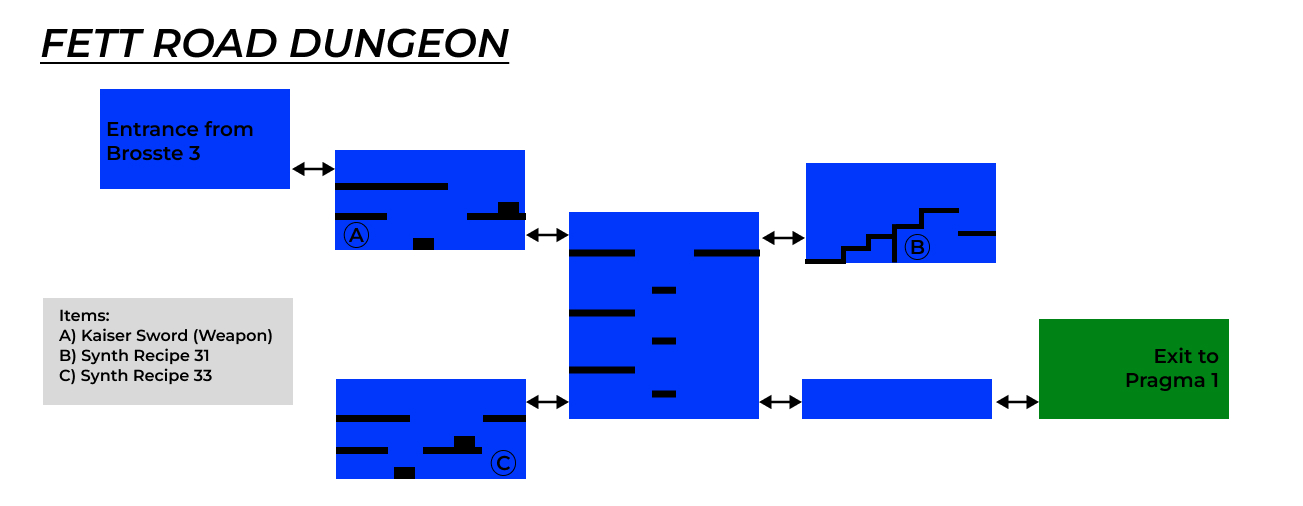 FETT ROAD DUNGEON
Entrance from
Brosste 3
A
B
Items:
A) Kaiser Sword (Weapon)
B) Synth Recipe 31
C) Synth Recipe 33
Exit to
Pragma 1
C